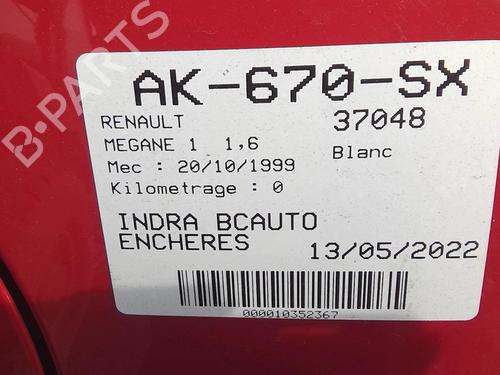 AK-670-SX
RENAULT 37048
MEGANE 1 1,6 Blanc
Mec : 20/10/1999
Kilometrage : 0
INDRA BCAUTO
ENCHERES 13/05/2022
000010352367
B-PARTS